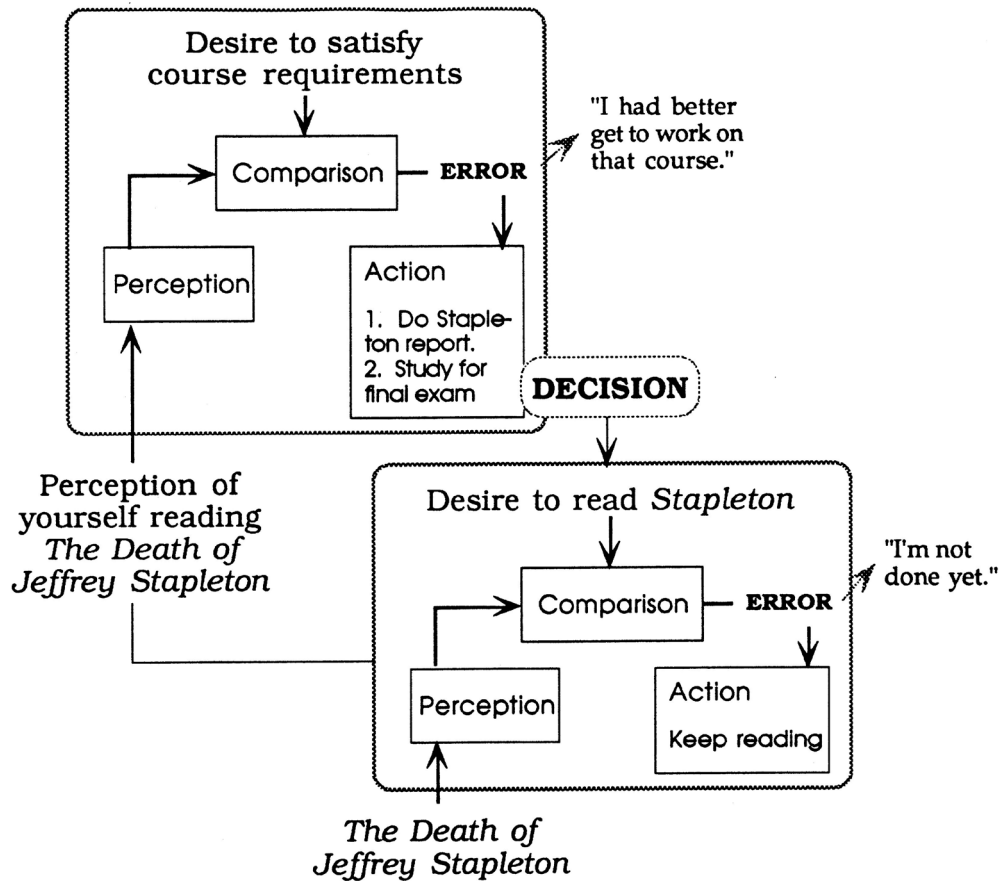 Desire to satisfy
course requirements
"I had better
get to work on
that course."
Comparison
ERROR
Perception
Action
1. Do Staple-
ton report.
2. Study for
final exam
DECISION
Perception of
yourself reading
The Death of
Jeffrey Stapleton
Desire to read Stapleton
"I'm not
done yet."
Comparison
ERROR
Perception
Action
Keep reading
The Death of
Jeffrey Stapleton